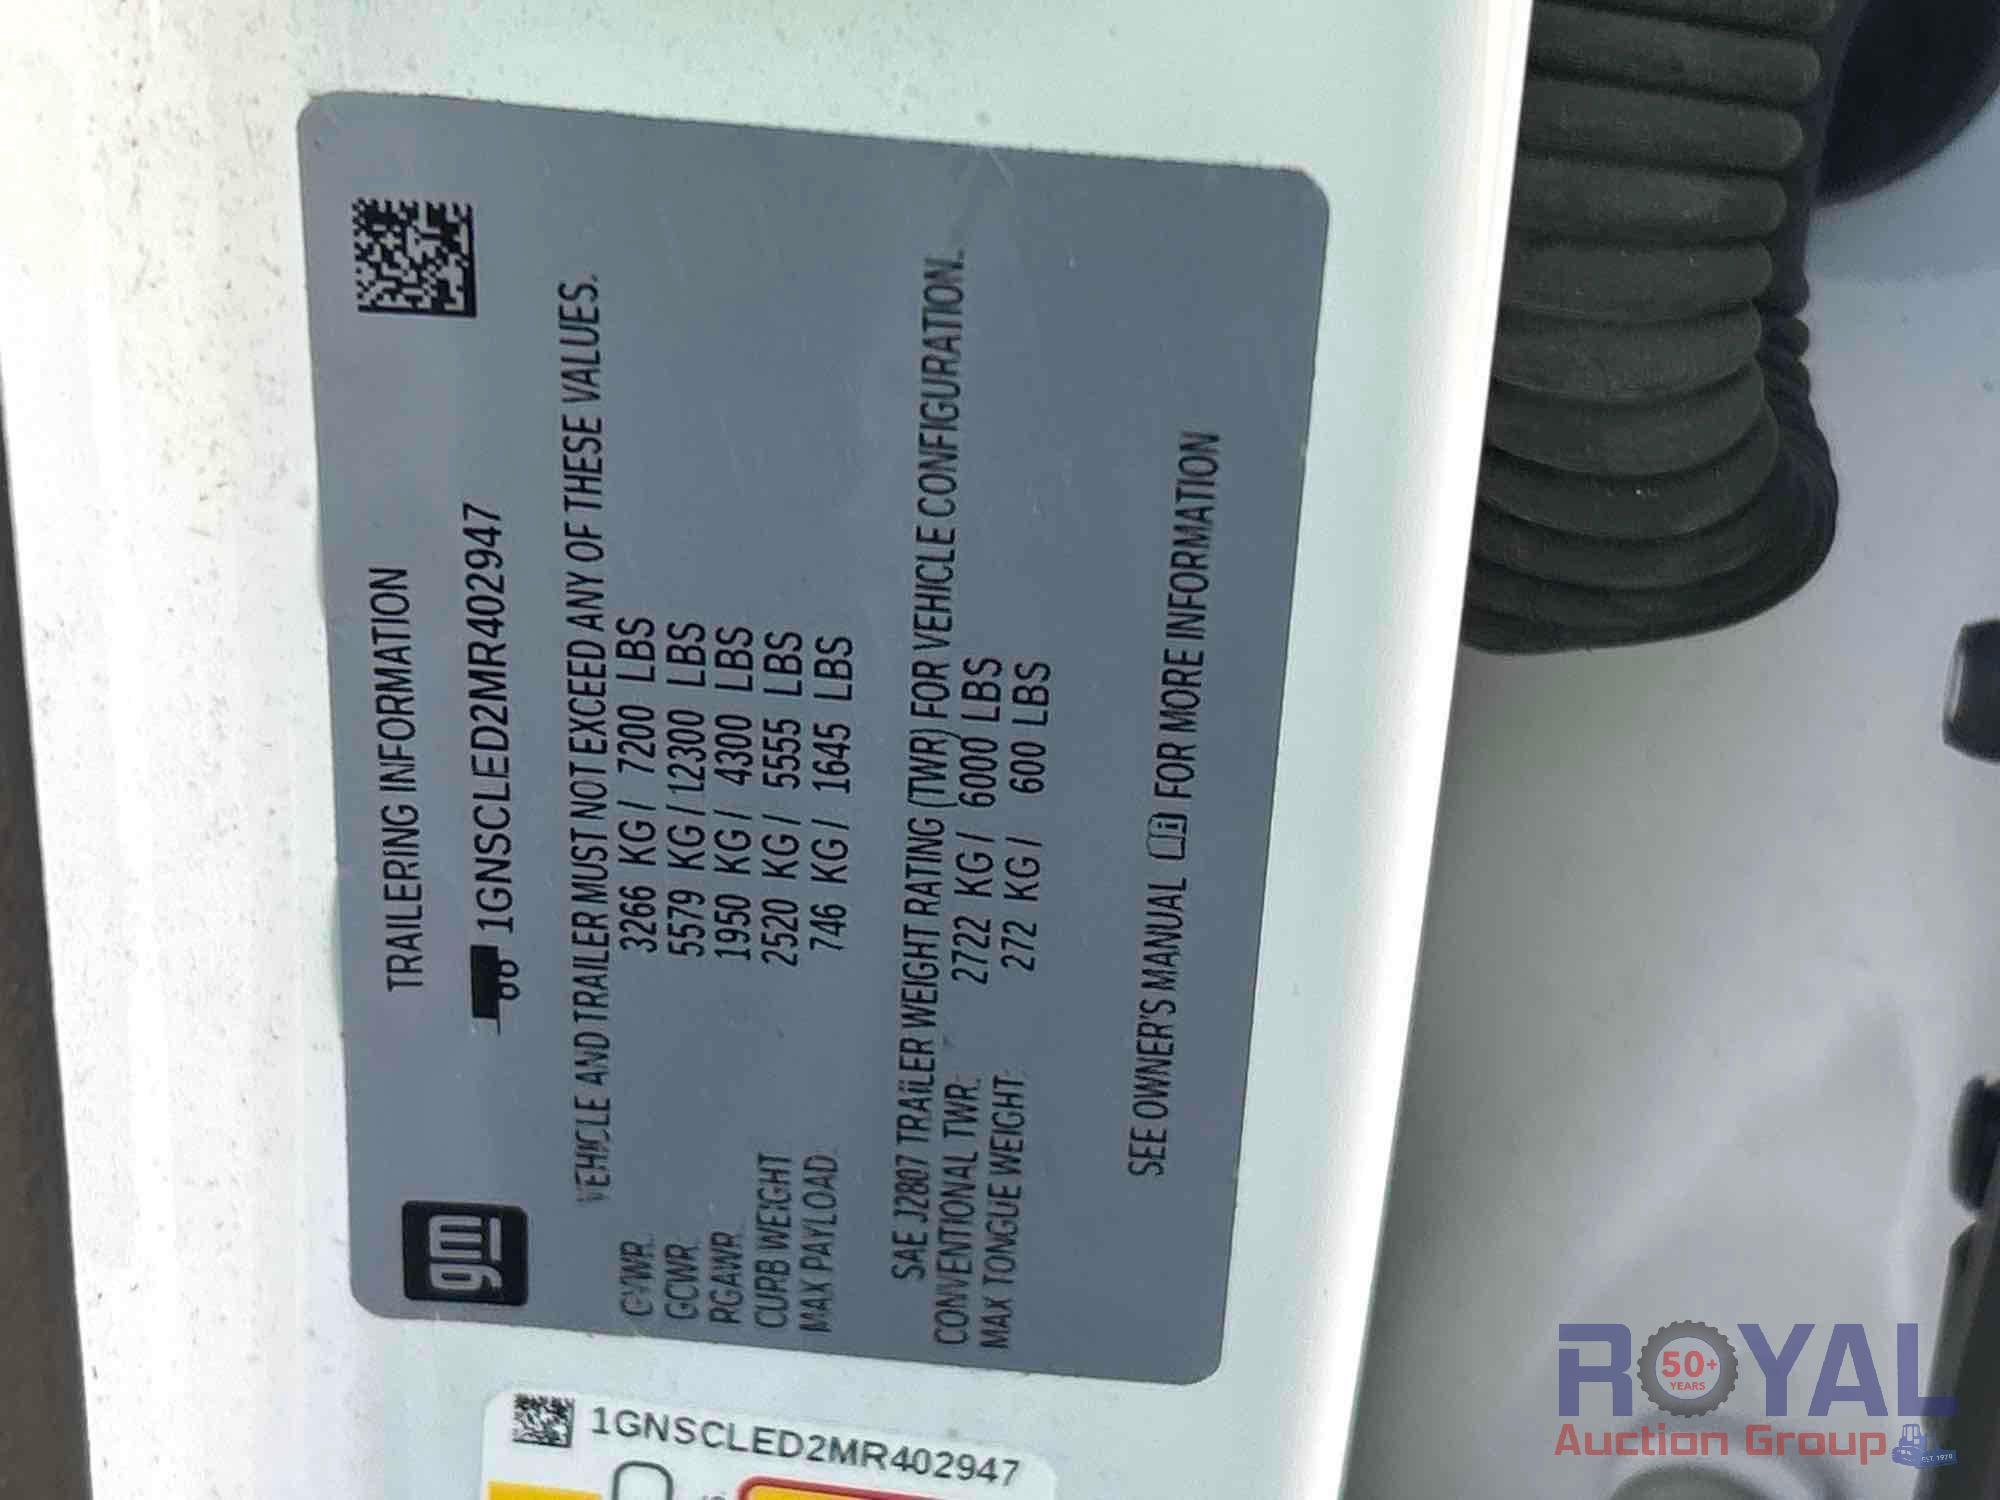 gm
TRAILERING INFORMATION
1GNSCLED2MR402947
VEHICLE AND TRAILER MUST NOT EXCEED ANY OF THESE VALUES.
GVWR: 3266 KG / 7200 LBS
GCWR: 5579 KG / 12300 LBS
RGAWR: 1950 KG / 4300 LBS
CURB WEIGHT 2520 KG / 5555 LBS
MAX PAYLOAD: 746 KG / 1645 LBS
SAE J2807 TRAILER WEIGHT RATING (TWR) FOR VEHICLE CONFIGURATION.
CONVENTIONAL TWR: 2722 KG / 6000 LBS
MAX TONGUE WEIGHT: 272 KG / 600 LBS
SEE OWNER'S MANUAL FOR MORE INFORMATION
1GNSCLED2MR402947
ROYAL
50+
YEARS
Auction Group
EST. 1970